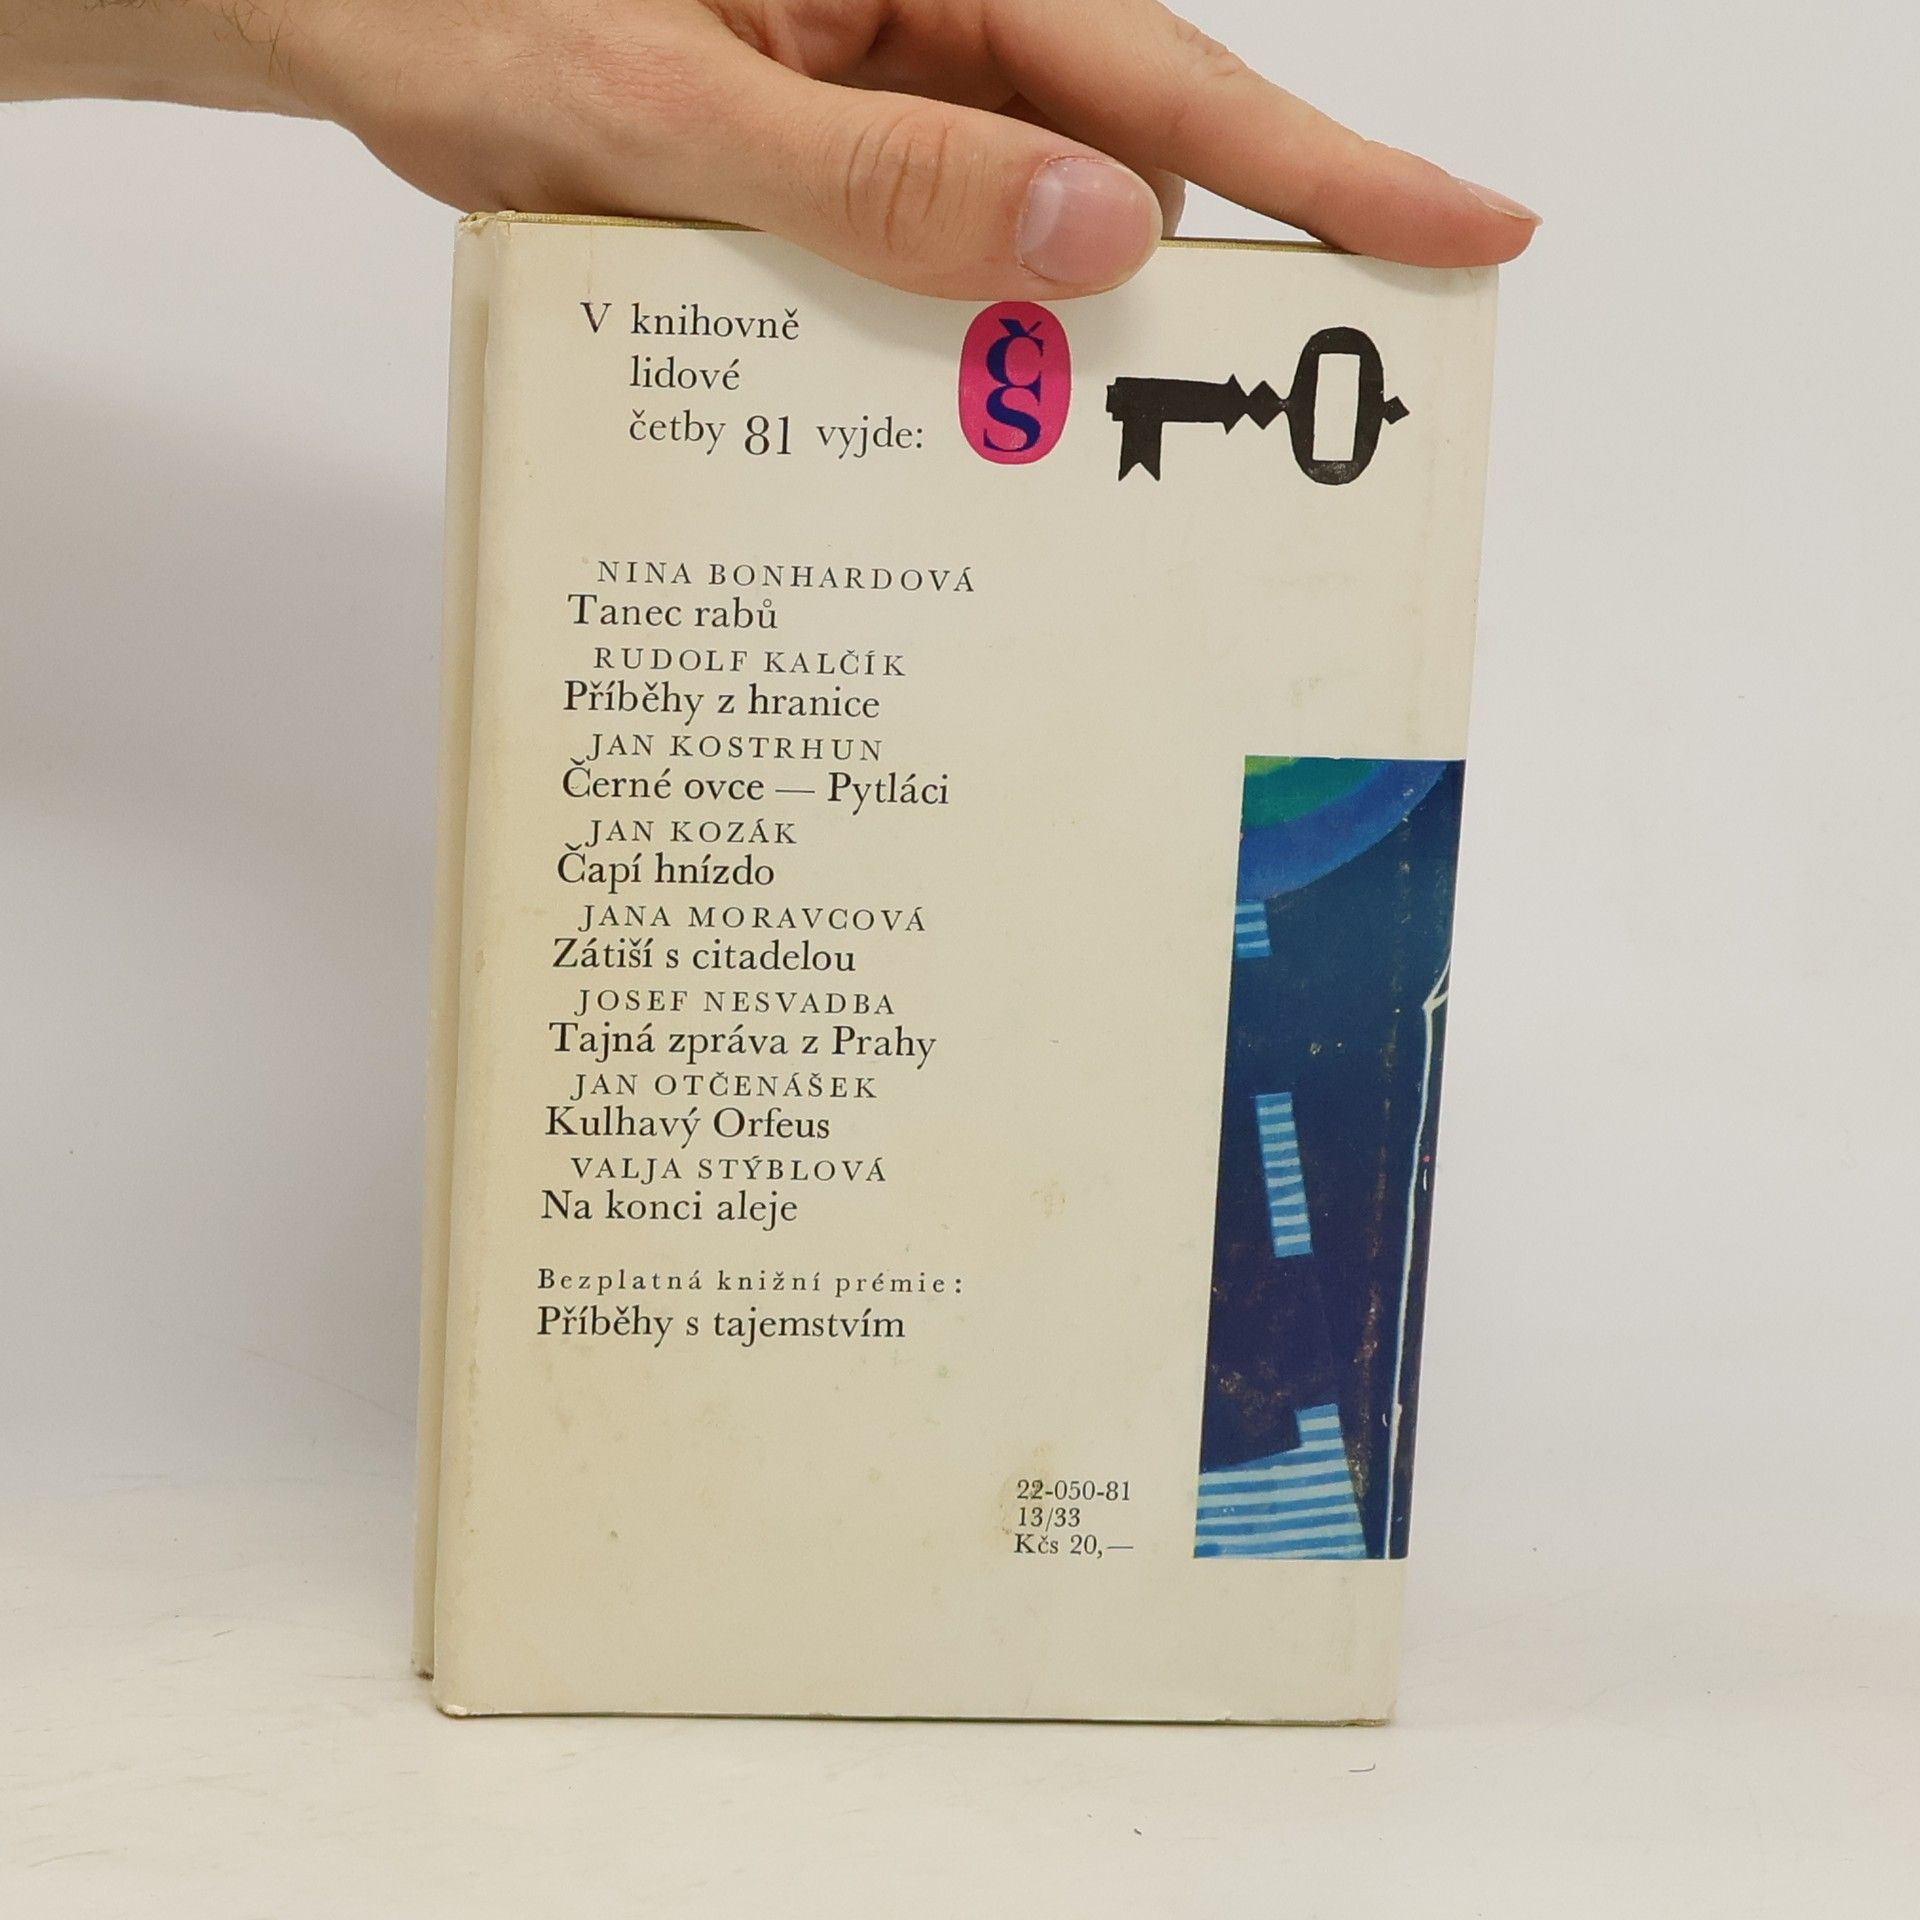 V knihovně
lidové
četby 81 vyjde:
ČS
NINA BONHARDOVÁ
Tanec rabů
RUDOLF KALČÍK
Příběhy z hranice
JAN KOSTRHUN
Černé ovce — Pytláci
JAN KOZÁK
Čapí hnízdo
JANA MORAVCOVÁ
Zátiší s citadelou
JOSEF NESVADBA
Tajná zpráva z Prahy
JAN OTČENÁŠEK
Kulhavý Orfeus
VALJA STÝBLOVÁ
Na konci aleje
Bezplatná knižní prémie:
Příběhy s tajemstvím
22-050-81
13/33
Kčs 20,—